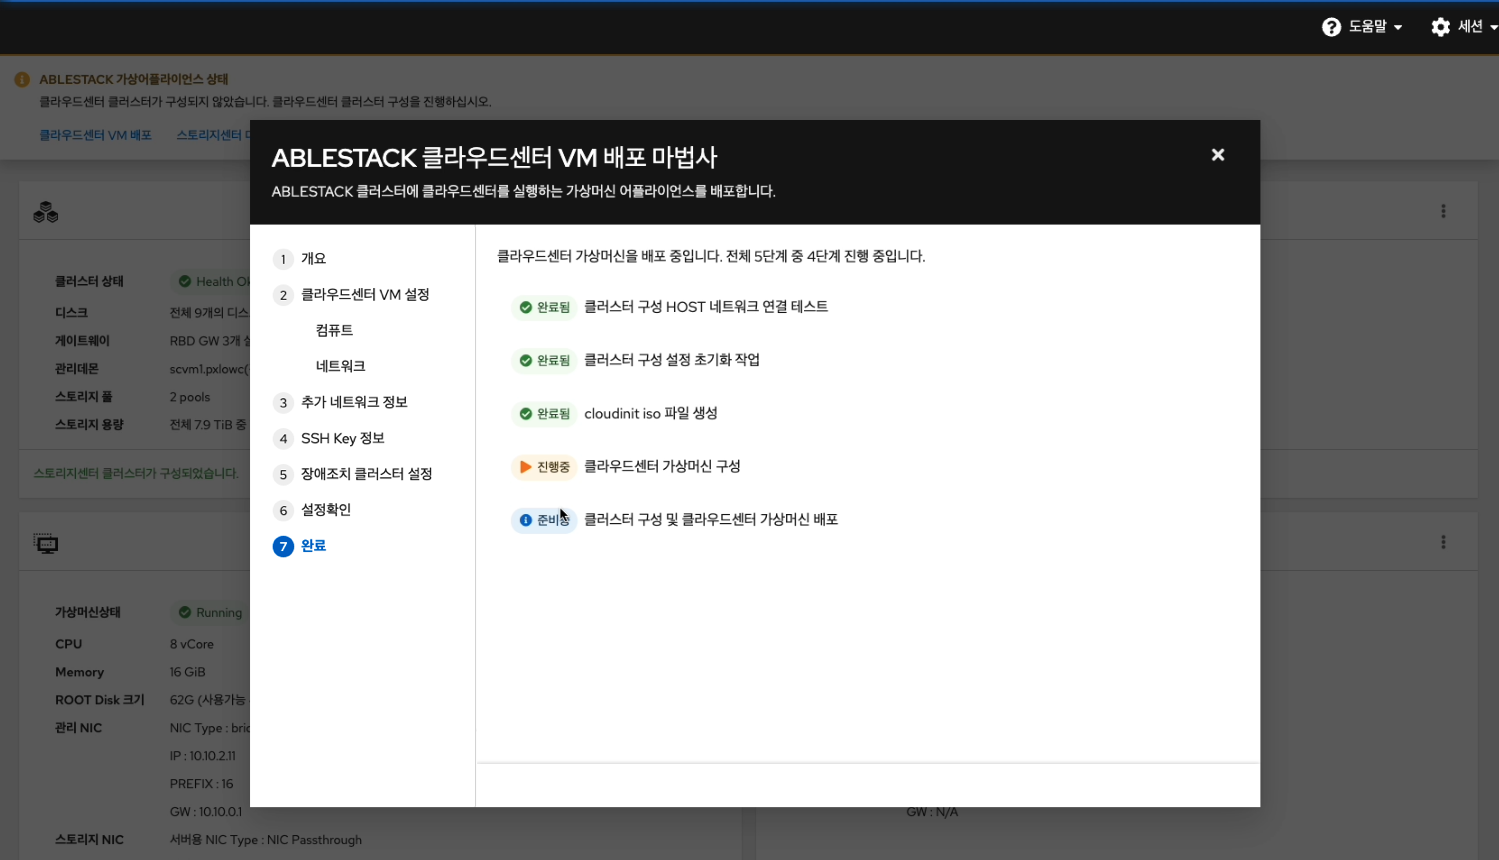 도움말
세션
ABLESTACK 가상어플라이언스 상태
클라우드센터 클러스터가 구성되지 않았습니다. 클라우드센터 클러스터 구성을 진행하십시오.
클라우드센터 VM 배포
스토리지센터
ABLESTACK 클라우드센터 VM 배포 마법사
ABLESTACK 클러스터에 클라우드센터를 실행하는 가상머신 어플라이언스를 배포합니다.
1 개요
2 클라우드센터 VM 설정
컴퓨트
네트워크
3 추가 네트워크 정보
4 SSH Key 정보
5 장애조치 클러스터 설정
6 설정확인
7 완료
클라우드센터 가상머신을 배포 중입니다. 전체 5단계 중 4단계 진행 중입니다.
완료됨 클러스터 구성 HOST 네트워크 연결 테스트
완료됨 클러스터 구성 설정 초기화 작업
완료됨 cloudinit iso 파일 생성
진행중 클라우드센터 가상머신 구성
준비중 클러스터 구성 및 클라우드센터 가상머신 배포
클러스터 상태 Health
디스크 전체 9개의
게이트웨이 RBD GW 3개
관리데몬 scvm1.pxlowc(
스토리지 풀 2 pools
스토리지 용량 전체 7.9 TiB 중
스토리지센터 클러스터가 구성되었습니다.
가상머신상태 Running
CPU 8 vCore
Memory 16 GiB
ROOT Disk 크기 62G (사용가능
관리 NIC NIC Type :
IP : 10.10.2.11
PREFIX : 16
GW : 10.10.0.1
GW : N/A
스토리지 NIC 서버용 NIC Type : NIC Passthrough